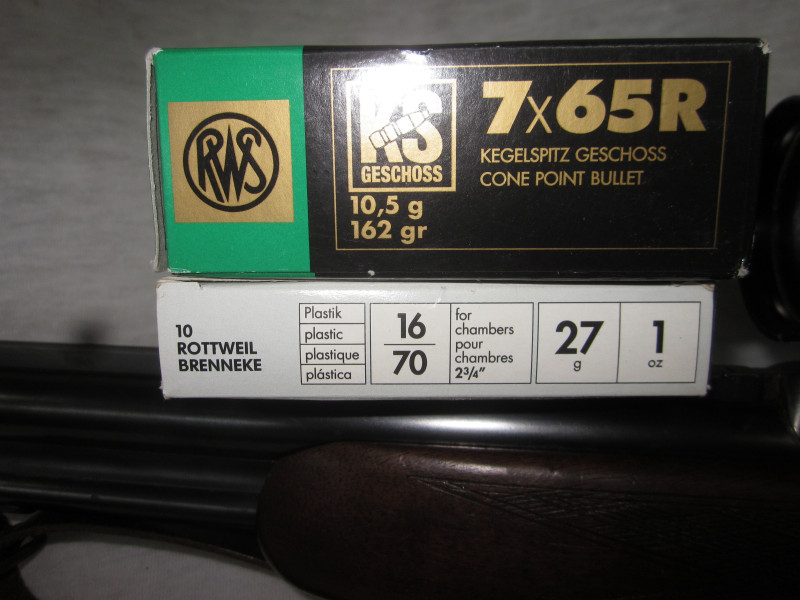 RWS
KS
GESCHOSS
10,5 g
162 gr
7x65R
KEGELSPITZ GESCHOSS
CONE POINT BULLET
10
ROTTWEIL
BRENNEKE
Plastik
plastic
plastique
plástica
16
70
for
chambers
pour
chambres
2¾"
27
g
1
oz